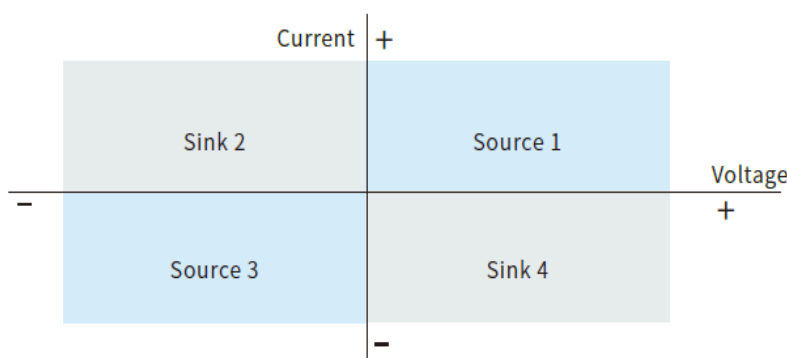 Current +
Sink 2 Source 1
Voltage
- +
Source 3 Sink 4
-